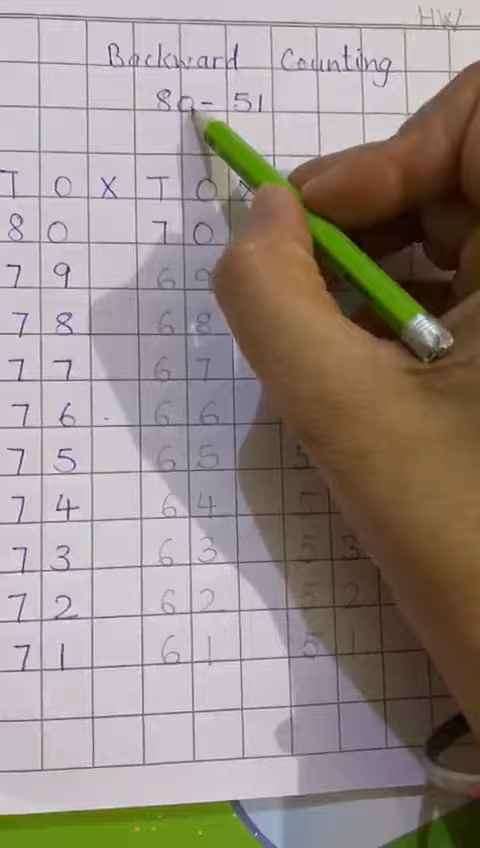 HW
Backward Counting
80 - 51
T O X T O X
8 0 7 0
7 9 6 9
7 8 6 8
7 7 6 7
7 6 . 6 6
7 5 6 5 5
7 4 6 4 5
7 3 6 3 5 3
7 2 6 2 5 2
7 1 6 1 5 1